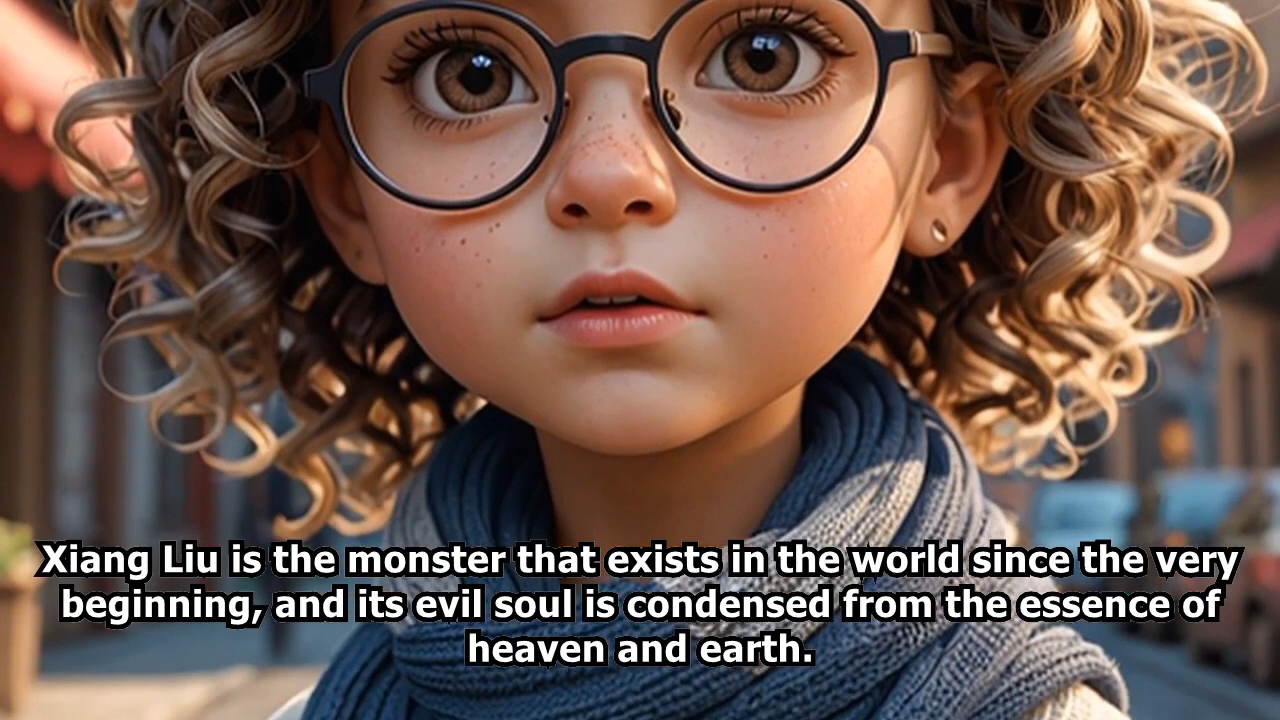 Xiang Liu is the monster that exists in the world since the very
beginning, and its evil soul is condensed from the essence of
heaven and earth.